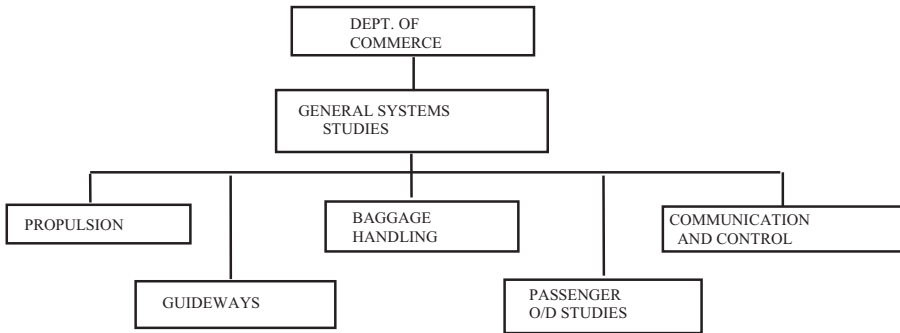 DEPT. OF
COMMERCE
GENERAL SYSTEMS
STUDIES
PROPULSION
BAGGAGE
HANDLING
COMMUNICATION
AND CONTROL
GUIDEWAYS
PASSENGER
O/D STUDIES